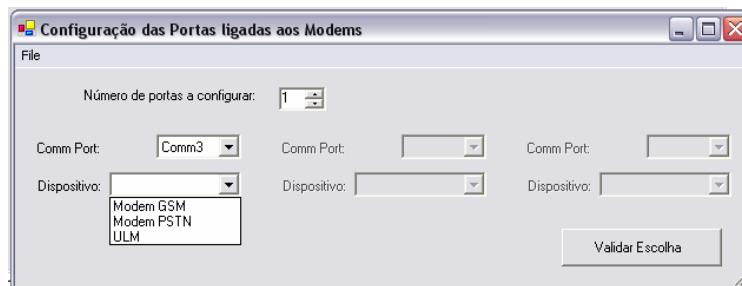 Configuração das Portas ligadas aos Modems
File
Número de portas a configurar: 1
Comm Port: Comm3 Comm Port: Comm Port:
Dispositivo: Dispositivo: Dispositivo:
Modem GSM
Modem PSTN
ULM
Validar Escolha